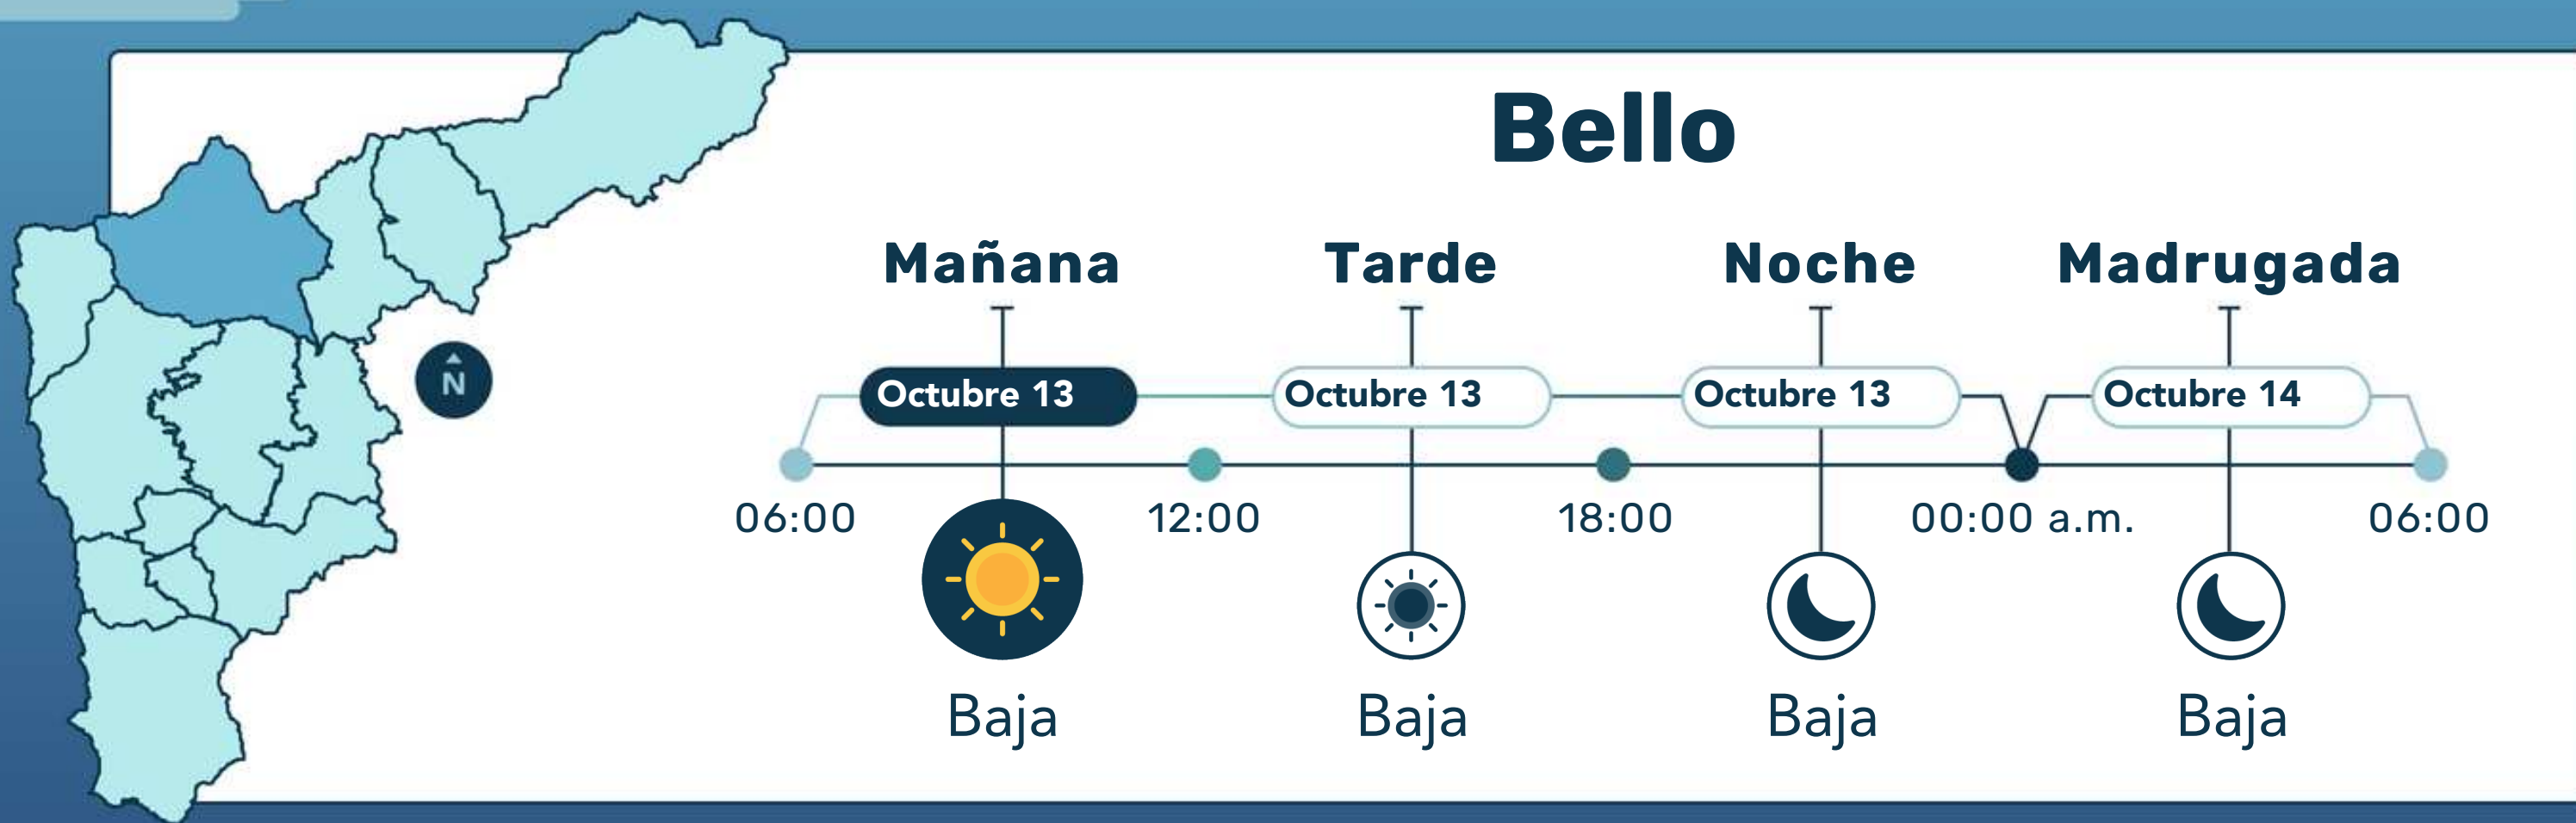 Bello
Mañana Tarde Noche Madrugada
N
Octubre 13 Octubre 13 Octubre 13 Octubre 14
06:00 12:00 18:00 00:00 a.m. 06:00
Baja Baja Baja Baja